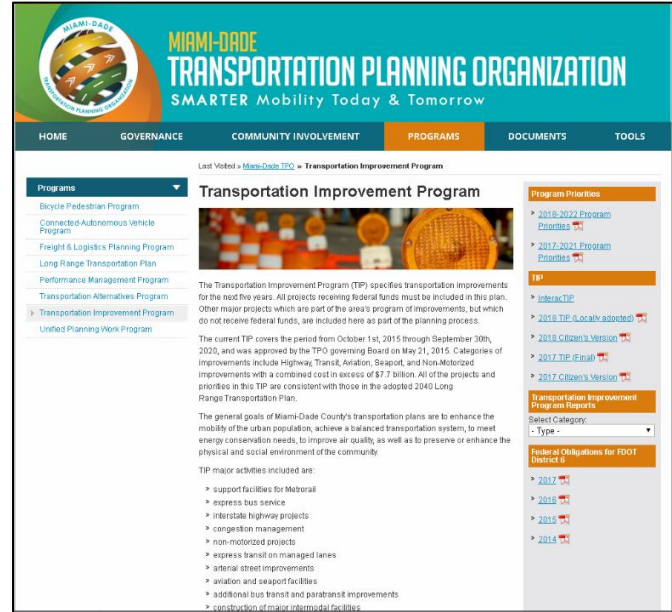 MIAMI-DADE
TRANSPORTATION PLANNING ORGANIZATION
MIAMI-DADE
TRANSPORTATION PLANNING ORGANIZATION
SMARTER Mobility Today & Tomorrow
HOME
GOVERNANCE
COMMUNITY INVOLVEMENT
PROGRAMS
DOCUMENTS
TOOLS
Last Visited » Miami-Dade TPO » Transportation Improvement Program
Programs
Bicycle Pedestrian Program
Connected-Autonomous Vehicle
Program
Freight & Logistics Planning Program
Long Range Transportation Plan
Performance Management Program
Transportation Alternatives Program
Transportation Improvement Program
Unified Planning Work Program
Transportation Improvement Program
The Transportation Improvement Program (TIP) specifies transportation improvements
for the next five years. All projects receiving federal funds must be included in this plan.
Other major projects which are part of the area's program of improvements, but which
do not receive federal funds, are included here as part of the planning process.
The current TIP covers the period from October 1st, 2015 through September 30th,
2020, and was approved by the TPO governing Board on May 21, 2015. Categories of
improvements include Highway, Transit, Aviation, Seaport, and Non-Motorized
improvements with a combined cost in excess of $7.7 billion. All of the projects and
priorities in this TIP are consistent with those in the adopted 2040 Long
Range Transportation Plan.
The general goals of Miami-Dade County's transportation plans are to enhance the
mobility of the urban population, achieve a balanced transportation system, to meet
energy conservation needs, to improve air quality, as well as to preserve or enhance the
physical and social environment of the community.
TIP major activities included are:
support facilities for Metrorail
express bus service
interstate highway projects
congestion management
non-motorized projects
express transit on managed lanes
arterial street improvements
aviation and seaport facilities
additional bus transit and paratransit improvements
construction of major intermodal facilities
Program Priorities
2018-2022 Program
Priorities
2017-2021 Program
Priorities
TIP
InteracTIP
2018 TIP (Locally adopted)
2018 Citizen's Version
2017 TIP (Final)
2017 Citizen's Version
Transportation Improvement
Program Reports
Select Category:
- Type -
Federal Obligations for FDOT
District 6
2017
2016
2015
2014